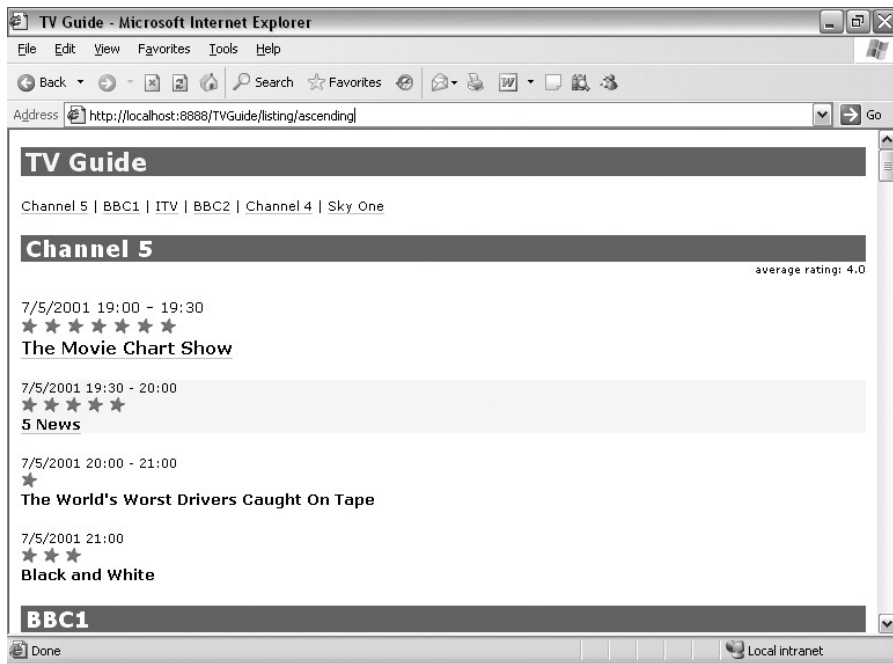 TV Guide - Microsoft Internet Explorer
File Edit View Favorites Tools Help
Back Search Favorites
Address http://localhost:8888/TVGuide/listing/ascending Go
TV Guide
Channel 5 | BBC1 | ITV | BBC2 | Channel 4 | Sky One
Channel 5
average rating: 4.0
7/5/2001 19:00 - 19:30
The Movie Chart Show
7/5/2001 19:30 - 20:00
5 News
7/5/2001 20:00 - 21:00
The World's Worst Drivers Caught On Tape
7/5/2001 21:00
Black and White
BBC1
Done Local intranet